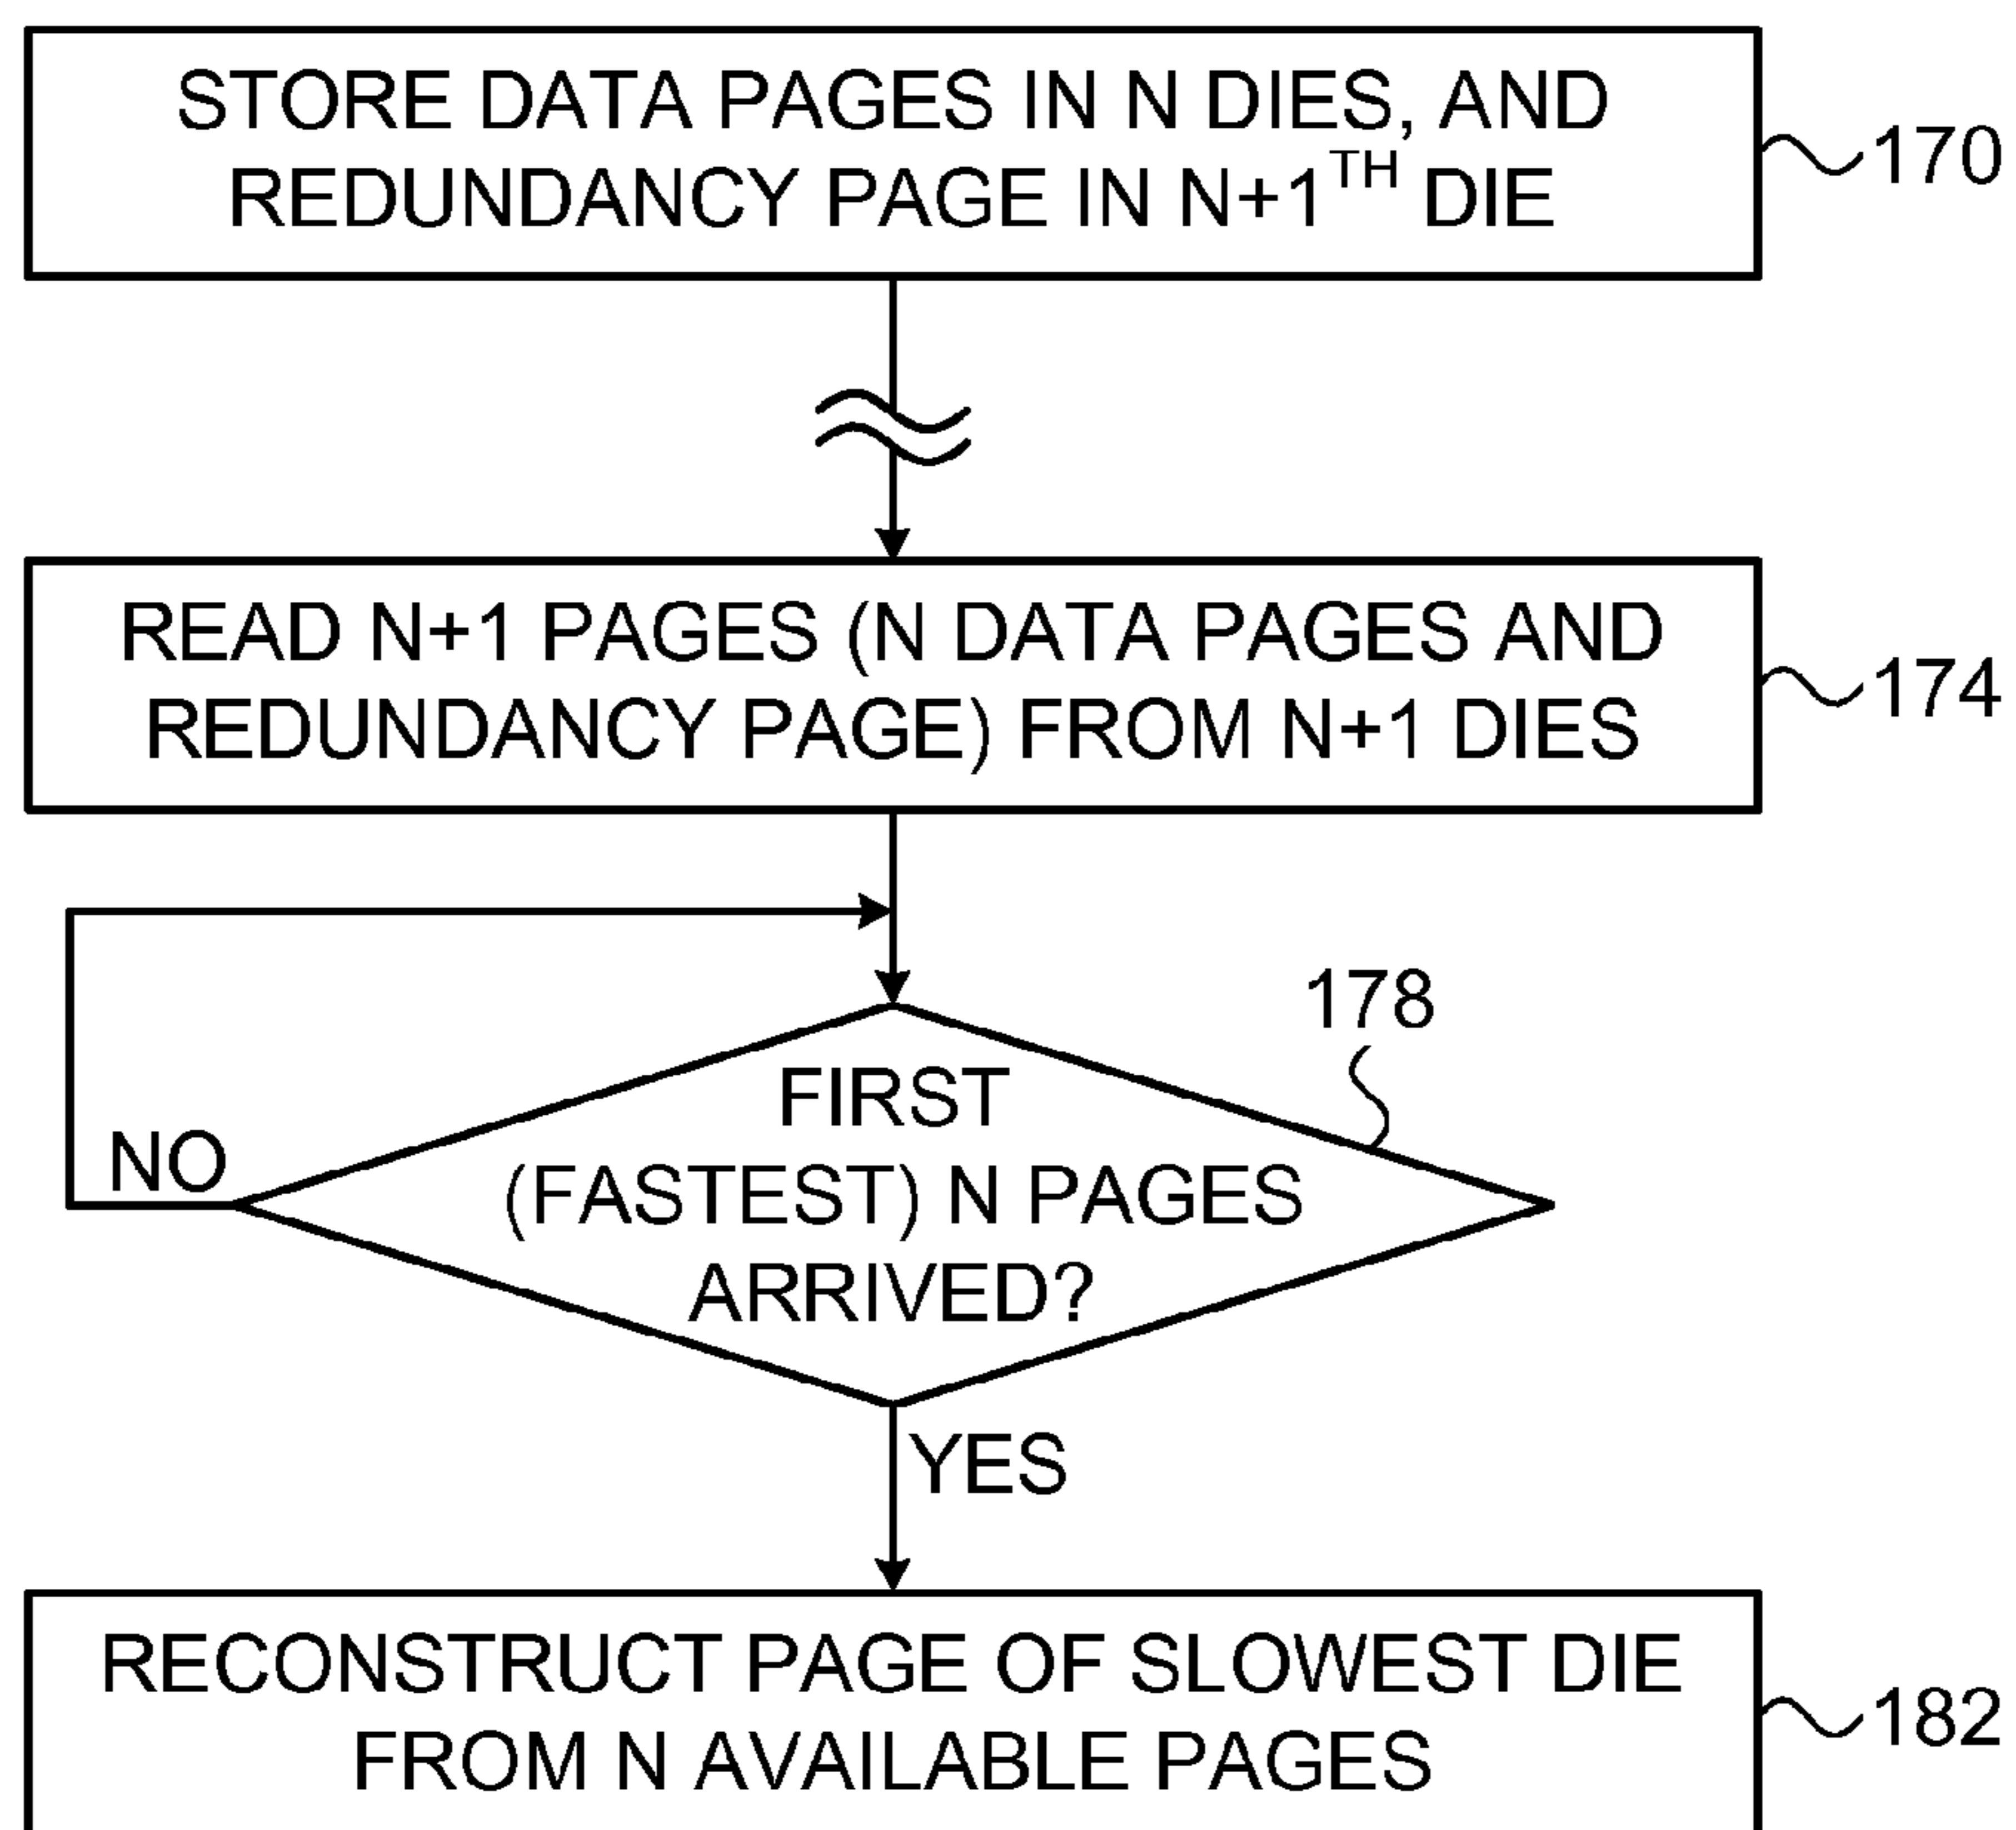 STORE DATA PAGES IN N DIES, AND
REDUNDANCY PAGE IN N+1TH DIE
170
READ N+1 PAGES (N DATA PAGES AND
REDUNDANCY PAGE) FROM N+1 DIES
174
178
FIRST
(FASTEST) N PAGES
ARRIVED?
NO
YES
RECONSTRUCT PAGE OF SLOWEST DIE
FROM N AVAILABLE PAGES
182